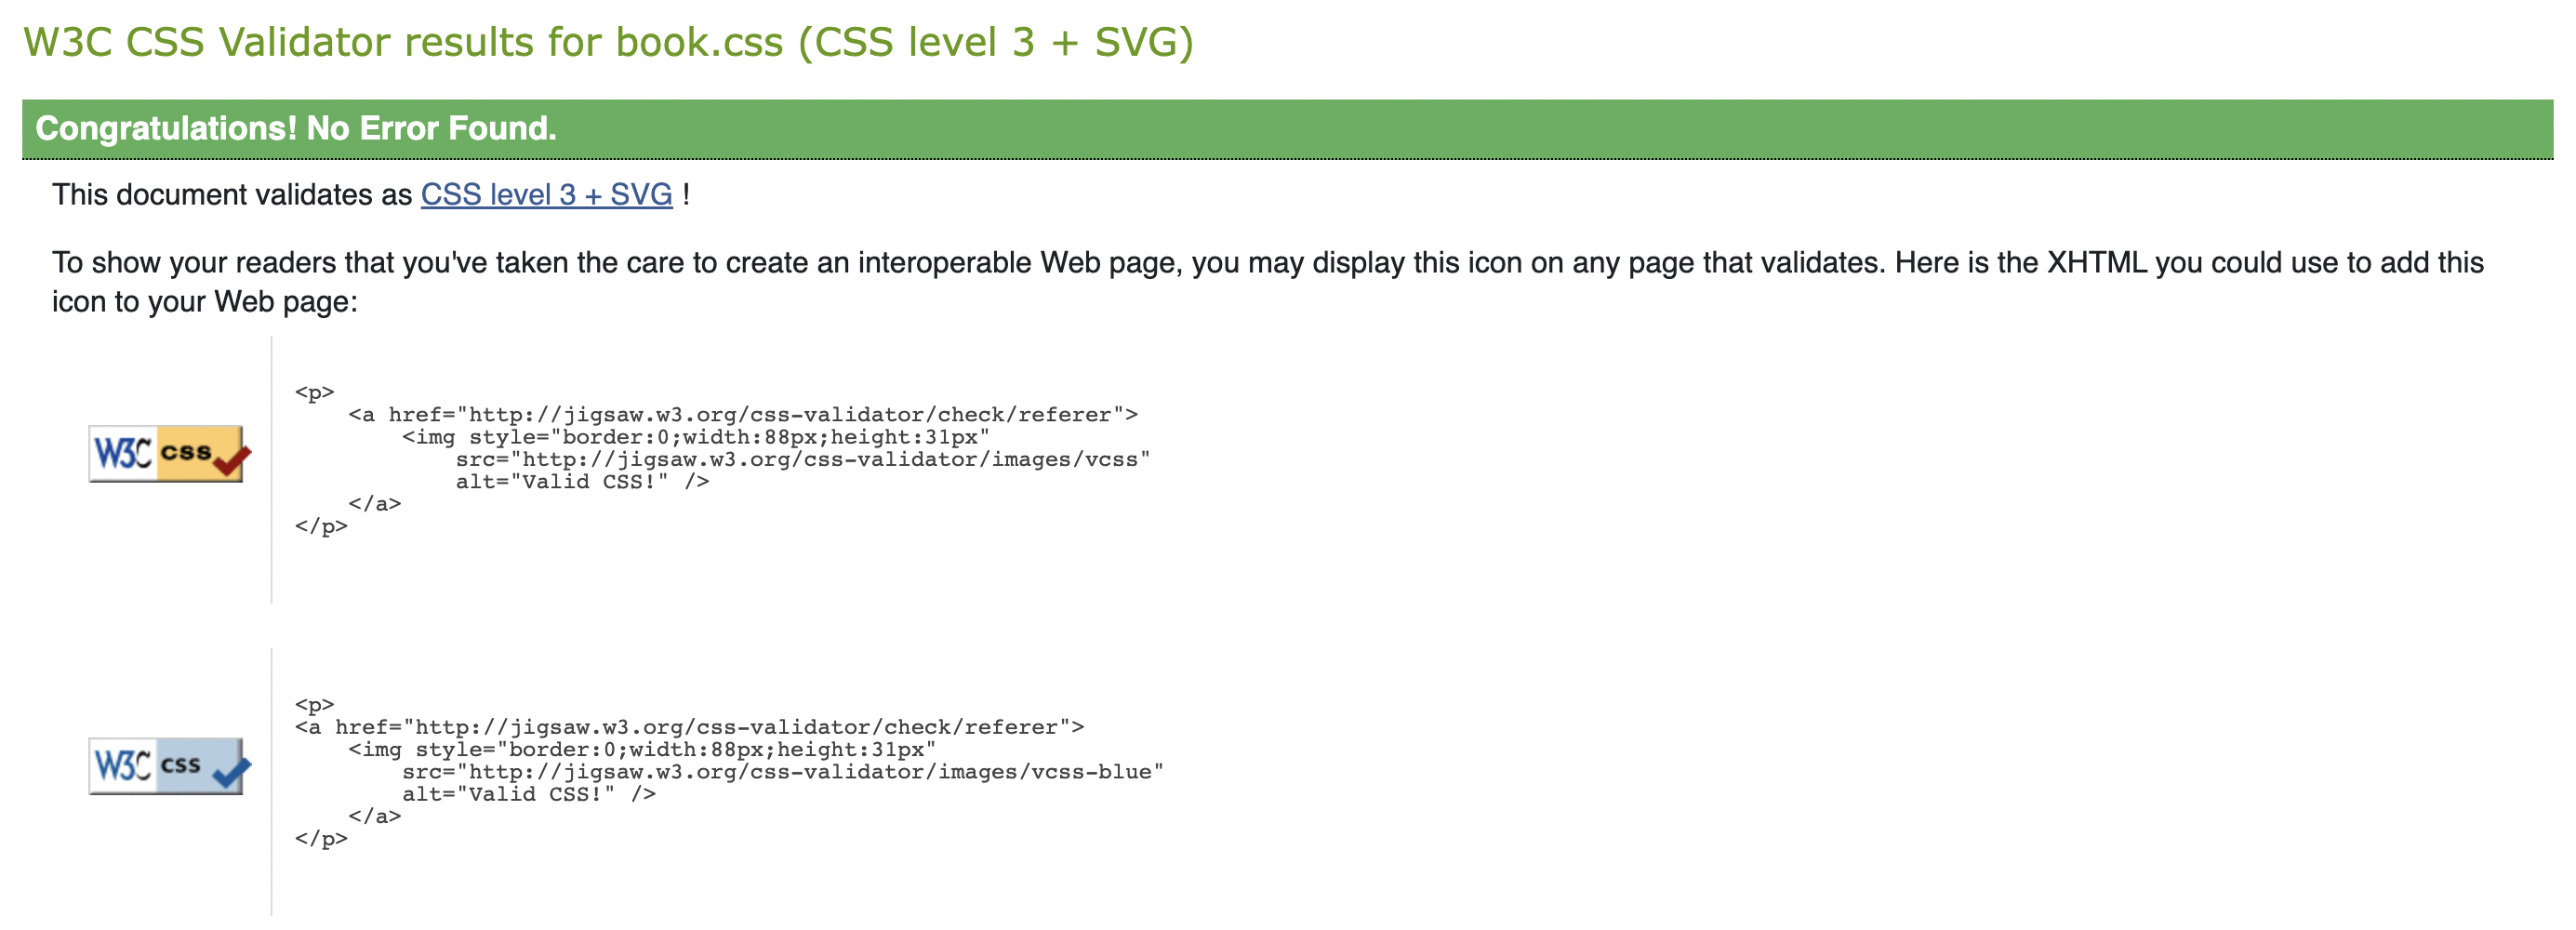 W3C CSS Validator results for book.css (CSS level 3 + SVG)
Congratulations! No Error Found.
This document validates as CSS level 3 + SVG !
To show your readers that you've taken the care to create an interoperable Web page, you may display this icon on any page that validates. Here is the XHTML you could use to add this
icon to your Web page:
W3C css
<p>
    <a href="http://jigsaw.w3.org/css-validator/check/referer">
        <img style="border:0;width:88px;height:31px"
            src="http://jigsaw.w3.org/css-validator/images/vcss"
            alt="Valid CSS!" />
    </a>
</p>
W3C css
<p>
<a href="http://jigsaw.w3.org/css-validator/check/referer">
    <img style="border:0;width:88px;height:31px"
        src="http://jigsaw.w3.org/css-validator/images/vcss-blue"
        alt="Valid CSS!" />
    </a>
</p>